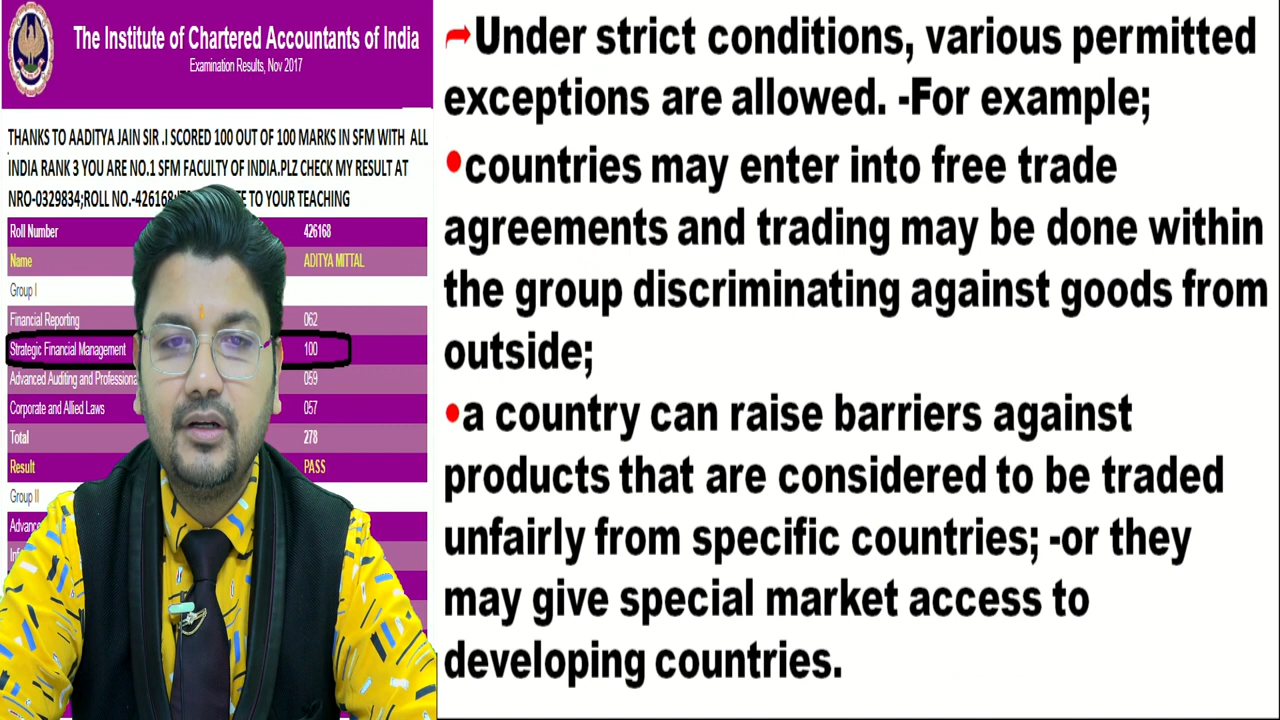 The Institute of Chartered Accountants of India
Examination Results, Nov 2017
THANKS TO AADITYA JAIN SIR .I SCORED 100 OUT OF 100 MARKS IN SFM WITH ALL
INDIA RANK 3 YOU ARE NO.1 SFM FACULTY OF INDIA.PLZ CHECK MY RESULT AT
NRO-0329834;ROLL NO.-426168 TO YOUR TEACHING
Roll Number 426168
Name ADITYA MITTAL
Group I
Financial Reporting 062
Strategic Financial Management 100
Advanced Auditing and 059
Corporate and Allied Laws 057
Total 278
Result PASS
Group II
➦Under strict conditions, various permitted
exceptions are allowed. -For example;
•countries may enter into free trade
agreements and trading may be done within
the group discriminating against goods from
outside;
•a country can raise barriers against
products that are considered to be traded
unfairly from specific countries; -or they
may give special market access to
developing countries.